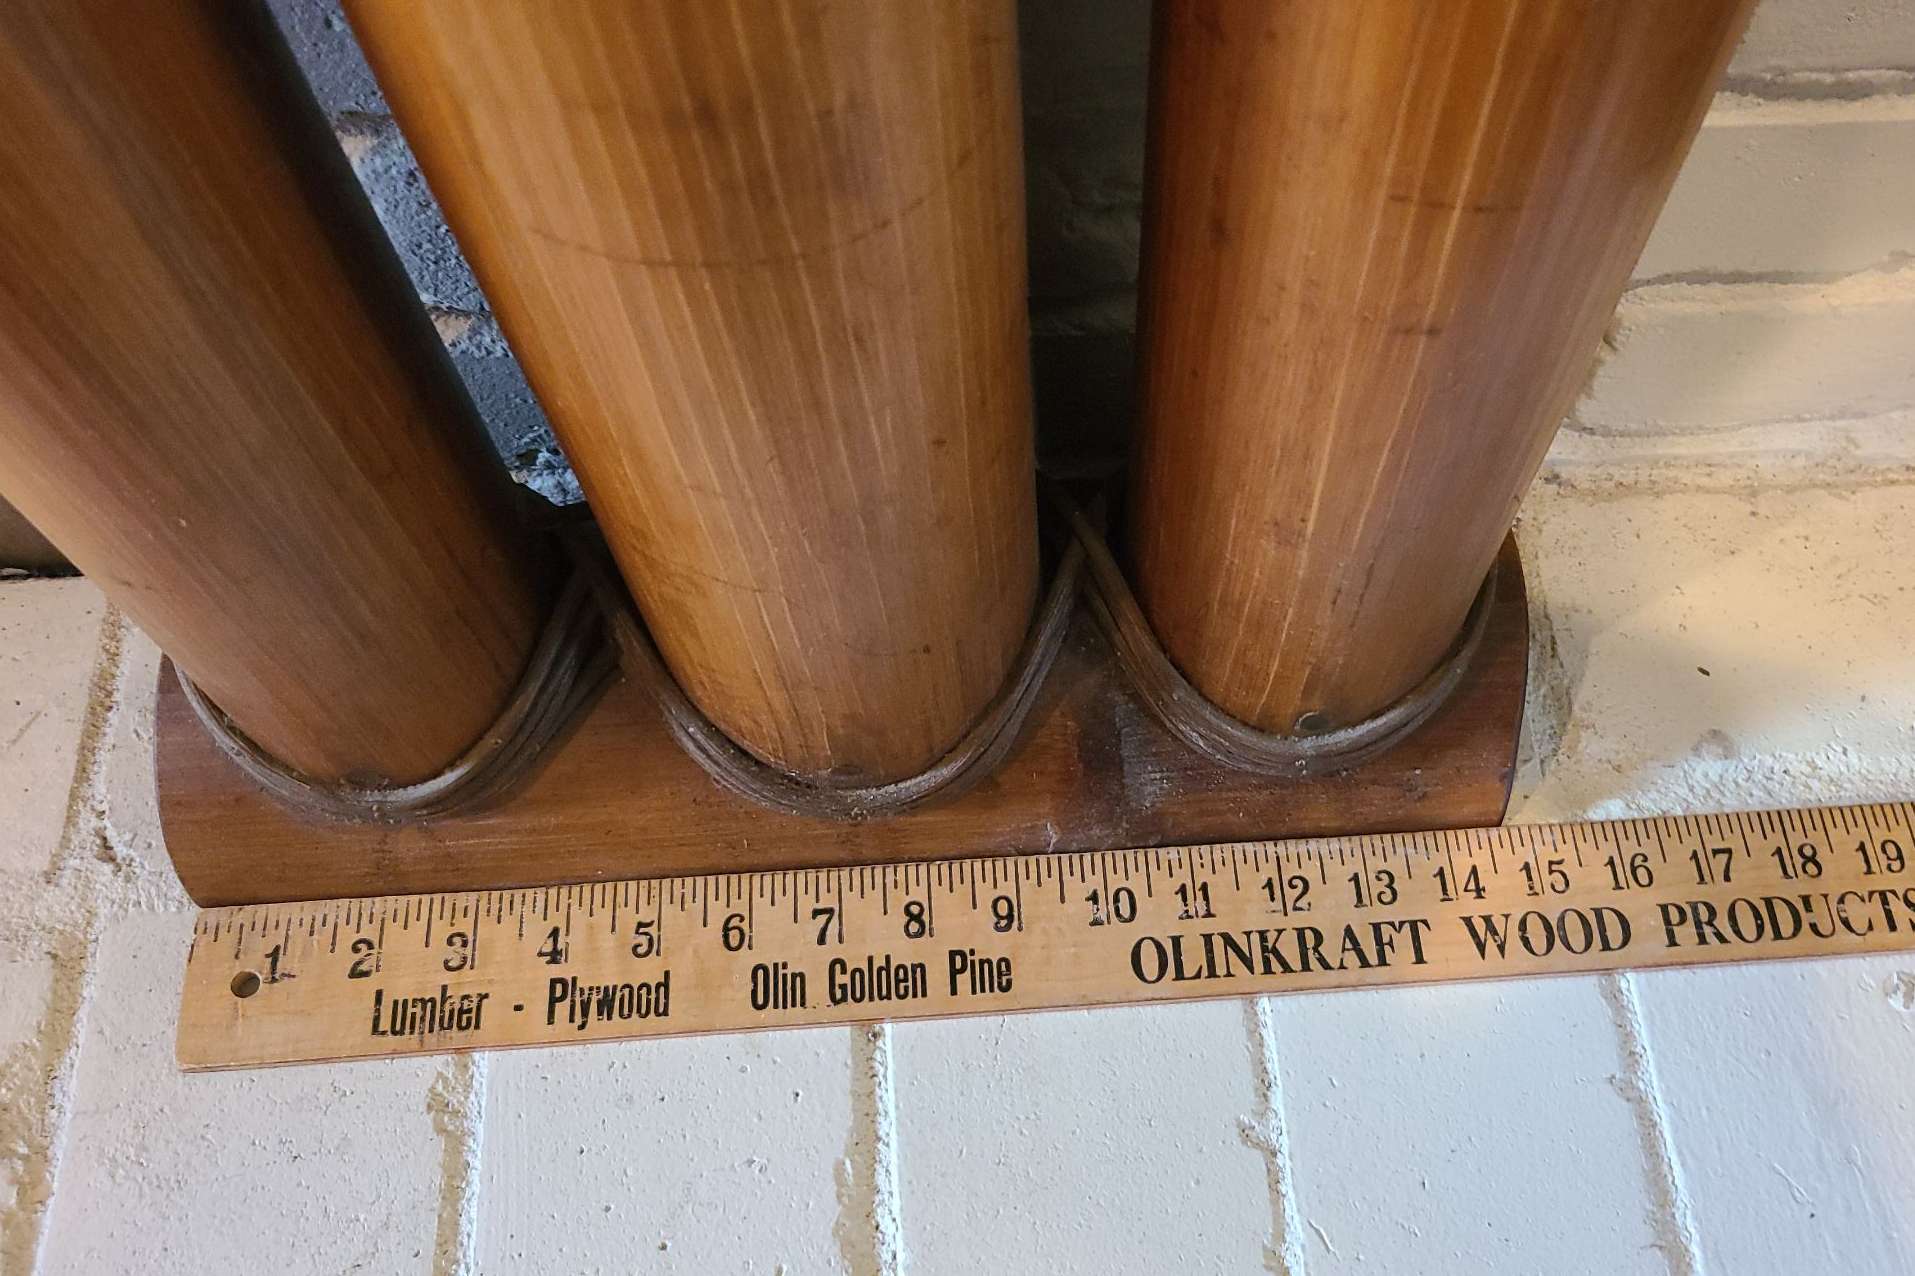 1 2 3 4 5 6 7 8 9 10 11 12 13 14 15 16 17 18 19
Lumber - Plywood Olin Golden Pine OLINKRAFT WOOD PRODUCTS